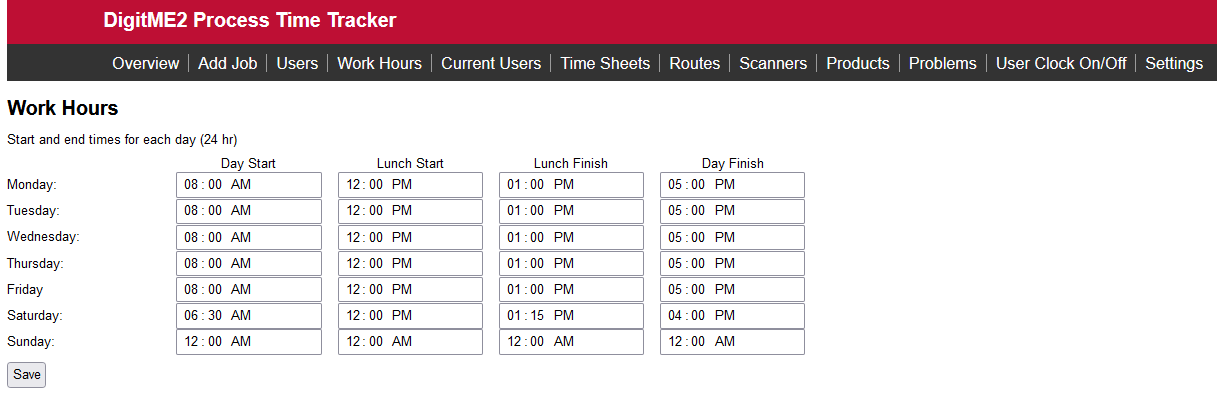 DigitME2 Process Time Tracker
Overview Add Job Users Work Hours Current Users Time Sheets Routes Scanners Products Problems User Clock On/Off Settings
Work Hours
Start and end times for each day (24 hr)
Day Start Lunch Start Lunch Finish Day Finish
Monday: 08:00 AM 12:00 PM 01:00 PM 05:00 PM
Tuesday: 08:00 AM 12:00 PM 01:00 PM 05:00 PM
Wednesday: 08:00 AM 12:00 PM 01:00 PM 05:00 PM
Thursday: 08:00 AM 12:00 PM 01:00 PM 05:00 PM
Friday 08:00 AM 12:00 PM 01:00 PM 05:00 PM
Saturday: 06:30 AM 12:00 PM 01:15 PM 04:00 PM
Sunday: 12:00 AM 12:00 AM 12:00 AM 12:00 AM
Save